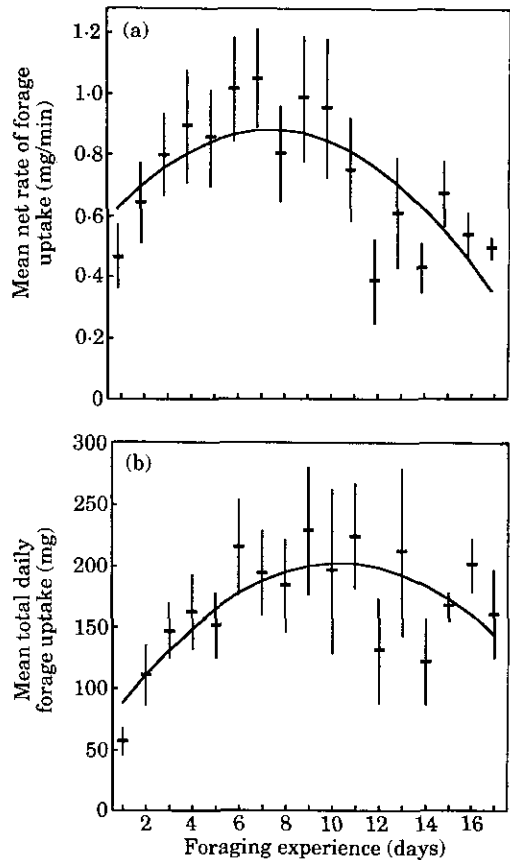 (a)
Mean net rate of forage
uptake (mg/min)
1·2
1·0
0·8
0·6
0·4
0·2
0
(b)
Mean total daily
forage uptake (mg)
300
250
200
150
100
50
0
2 4 6 8 10 12 14 16
Foraging experience (days)